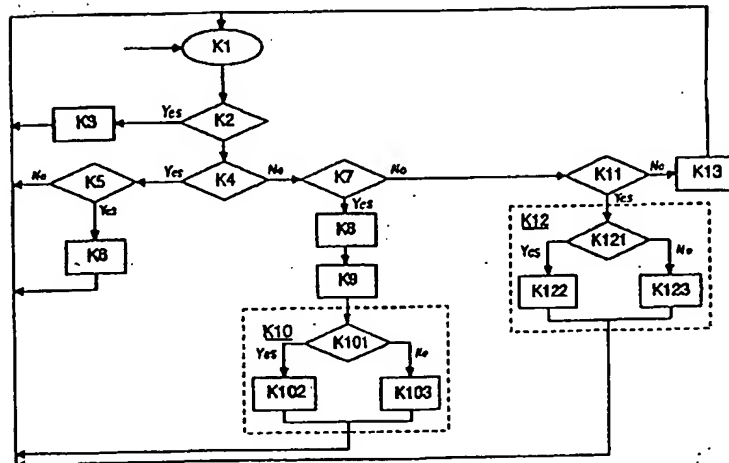 K1
K2
Yes
K3
K4
Yes
No
K5
No
Yes
K6
K7
No
Yes
K8
K9
K10
K101
Yes
No
K102
K103
K11
No
K13
Yes
K12
K121
Yes
No
K122
K123